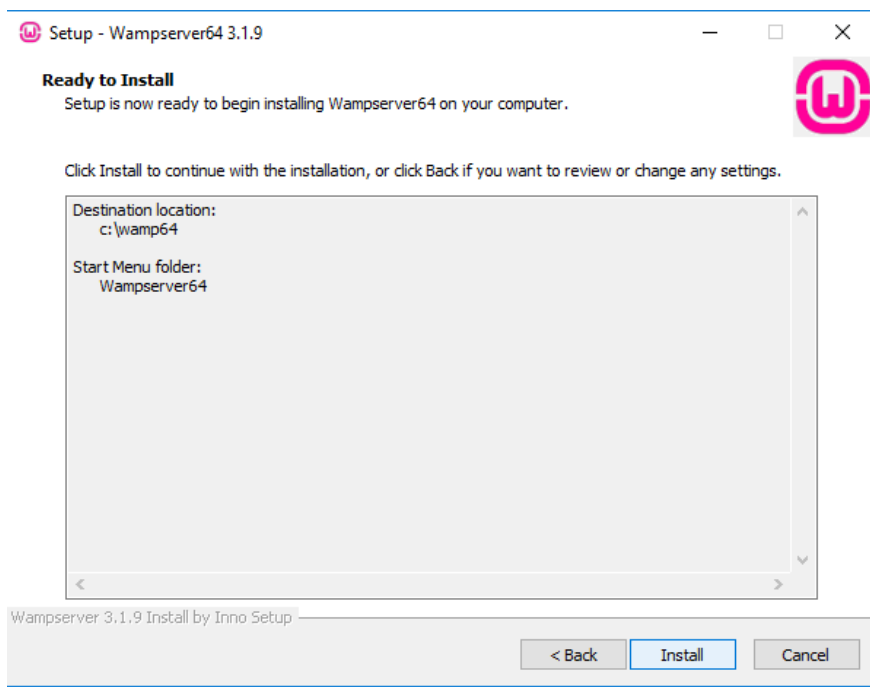 Setup - Wampserver64 3.1.9
Ready to Install
Setup is now ready to begin installing Wampserver64 on your computer.
Click Install to continue with the installation, or click Back if you want to review or change any settings.
Destination location:
c:\wamp64
Start Menu folder:
Wampserver64
Wampserver 3.1.9 Install by Inno Setup
< Back
Install
Cancel